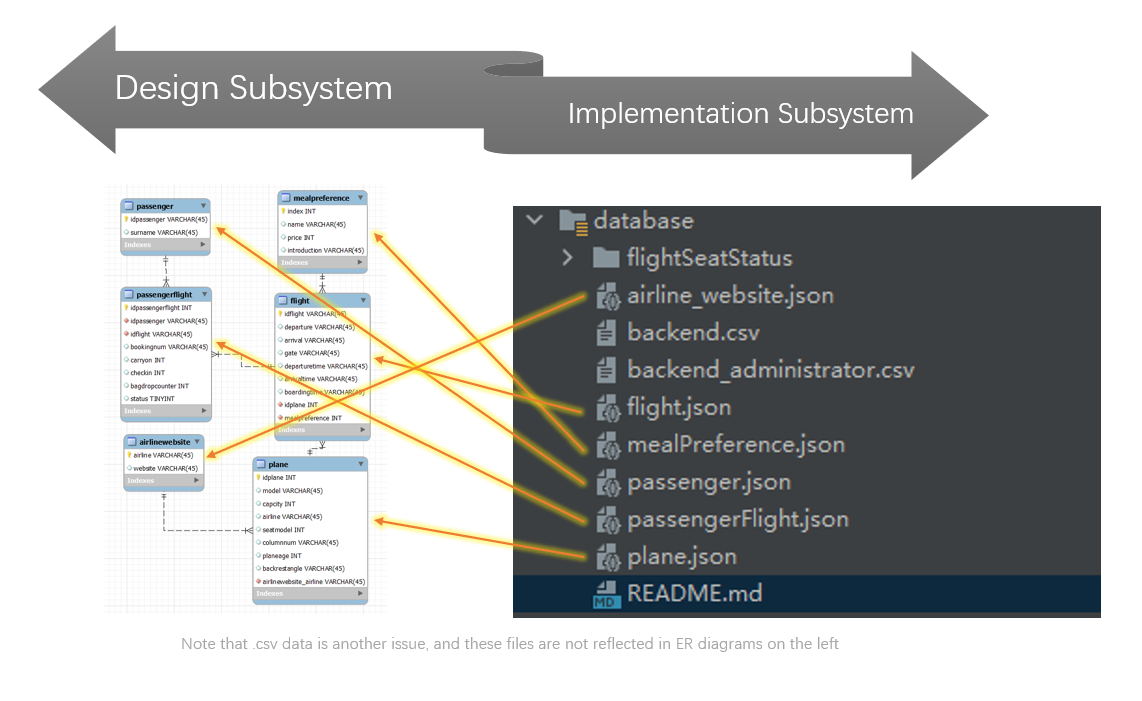 Design Subsystem
Implementation Subsystem
passenger
idpassenger VARCHAR(45)
surname VARCHAR(45)
Indexes
mealpreference
index INT
name VARCHAR(45)
price INT
introduction VARCHAR(45)
Indexes
passengerflight
idpassengerflight INT
idpassenger VARCHAR(45)
idflight VARCHAR(45)
bookingnum VARCHAR(45)
carryon INT
checkin INT
bagdropcounter INT
status TINYINT
Indexes
flight
idflight VARCHAR(45)
departure VARCHAR(45)
arrival VARCHAR(45)
gate VARCHAR(45)
departuretime VARCHAR(45)
arrivaltime VARCHAR(45)
boardingtime VARCHAR(45)
idplane INT
mealpreference INT
Indexes
airlinewebsite
airline VARCHAR(45)
website VARCHAR(45)
Indexes
plane
idplane INT
model VARCHAR(45)
capcity INT
airline VARCHAR(45)
seatmodel INT
columnnum VARCHAR(45)
planeage INT
backrestangle VARCHAR(45)
airlinewebsite_airline VARCHAR(45)
Indexes
database
flightSeatStatus
airline_website.json
backend.csv
backend_administrator.csv
flight.json
mealPreference.json
passenger.json
passengerFlight.json
plane.json
MD README.md
Note that .csv data is another issue, and these files are not reflected in ER diagrams on the left